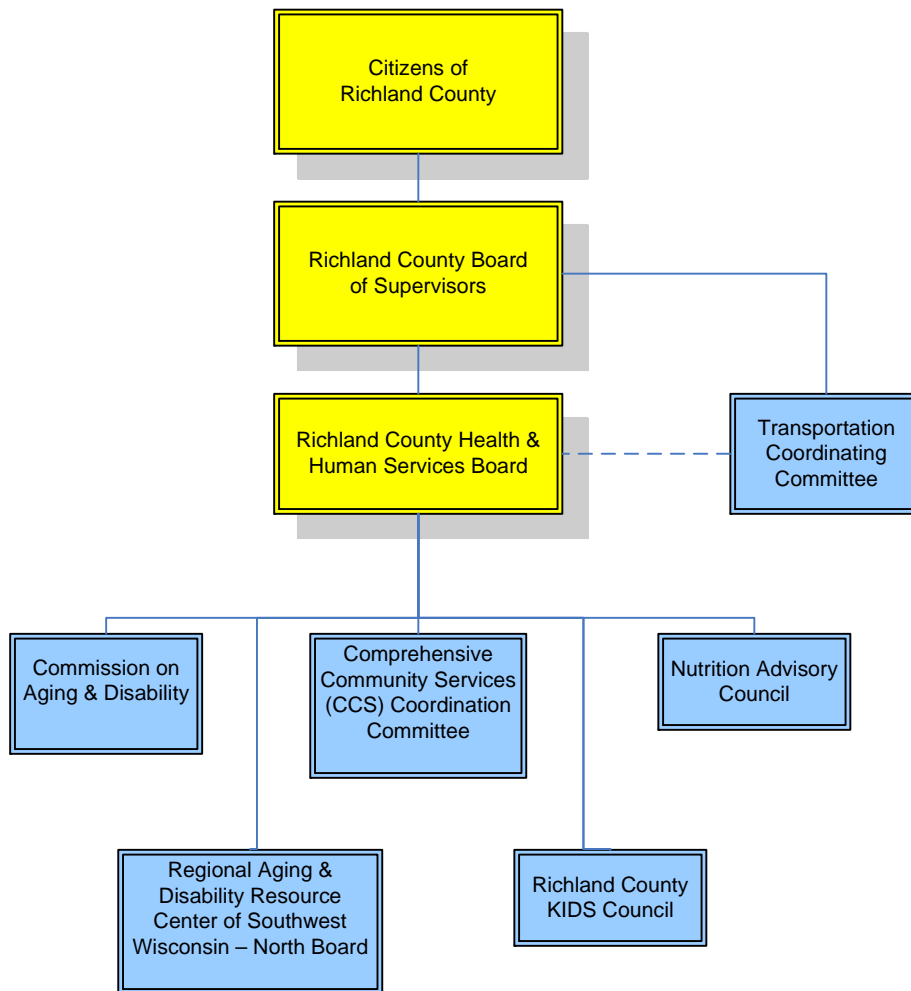 Citizens of
Richland County
Richland County Board
of Supervisors
Richland County Health &
Human Services Board
Transportation
Coordinating
Committee
Commission on
Aging & Disability
Comprehensive
Community Services
(CCS) Coordination
Committee
Nutrition Advisory
Council
Regional Aging &
Disability Resource
Center of Southwest
Wisconsin – North Board
Richland County
KIDS Council